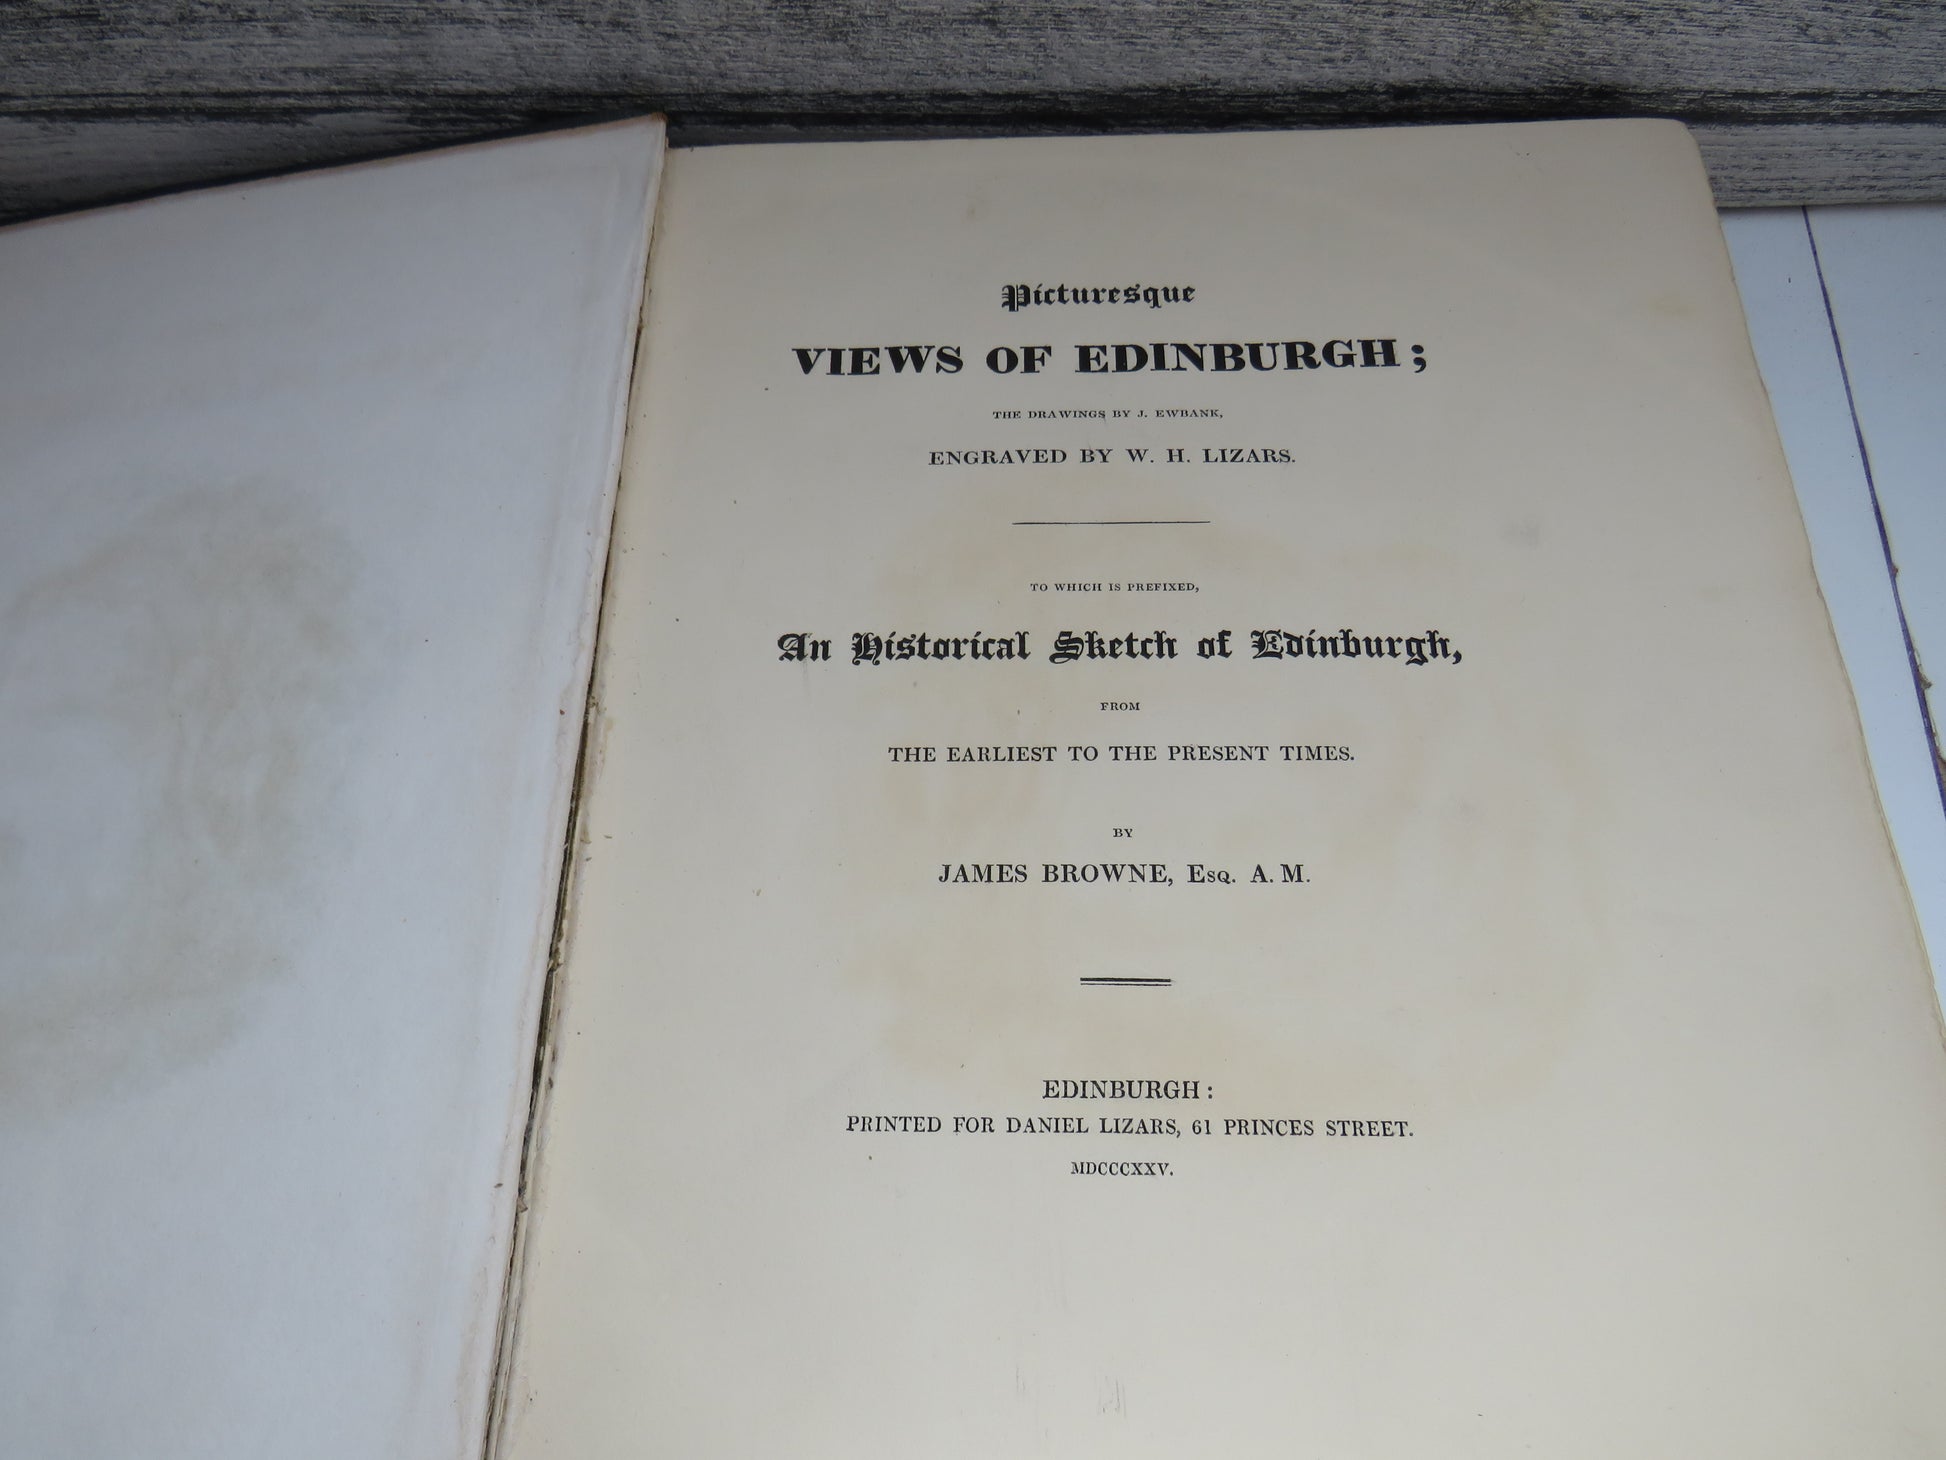 Picturesque
VIEWS OF EDINBURGH;
THE DRAWINGS BY J. EWBANK,
ENGRAVED BY W. H. LIZARS.
TO WHICH IS PREFIXED,
An Historical Sketch of Edinburgh,
FROM
THE EARLIEST TO THE PRESENT TIMES.
BY
JAMES BROWNE, Esq. A. M.
EDINBURGH:
PRINTED FOR DANIEL LIZARS, 61 PRINCES STREET.
MDCCCXXV.